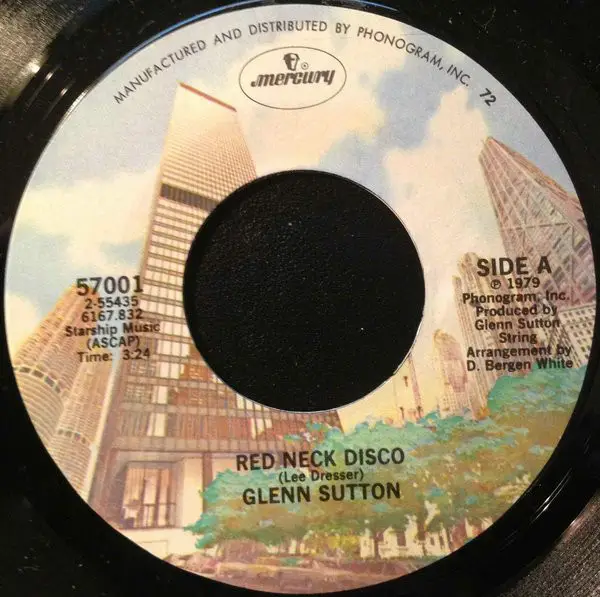 MANUFACTURED AND DISTRIBUTED BY PHONOGRAM, INC. 72
mercury
57001
2-55435
6167.832
Starship Music
(ASCAP)
Time: 3:24
SIDE A
℗ 1979
Phonogram, Inc.
Produced by
Glenn Sutton
String
Arrangement by
D. Bergen White
RED NECK DISCO
(Lee Dresser)
GLENN SUTTON